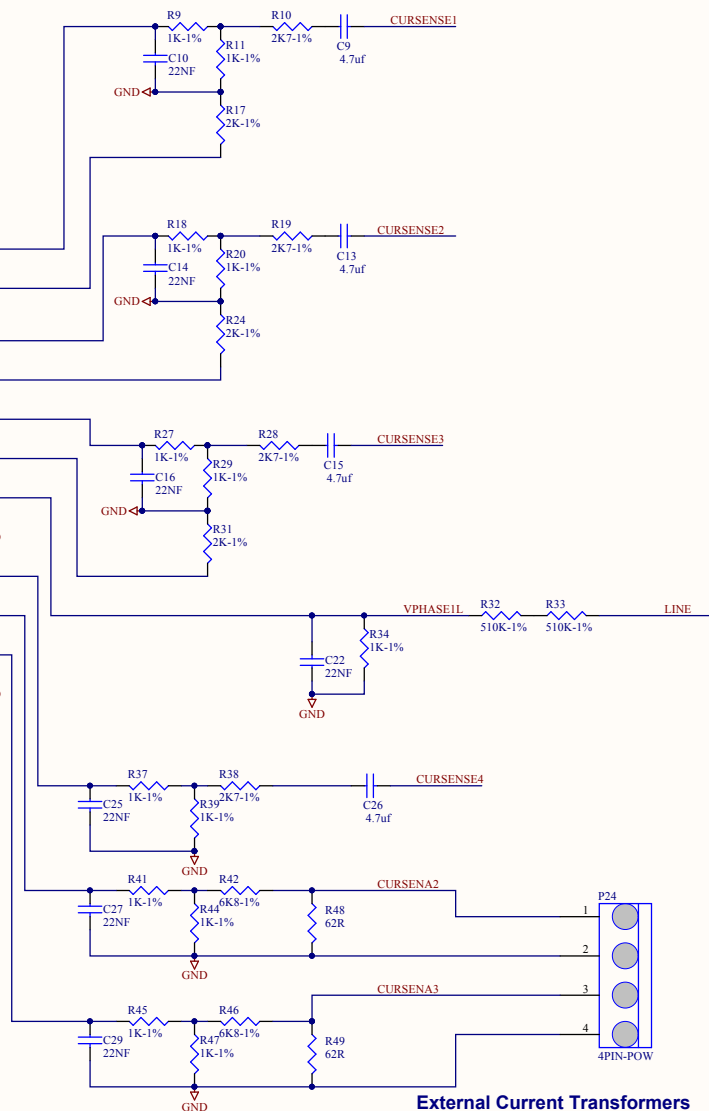 R9
1K-1%
R10
2K7-1%
C9
4.7uf
CURSENSE1
C10
22NF
R11
1K-1%
GND
R17
2K-1%
R18
1K-1%
R19
2K7-1%
C13
4.7uf
CURSENSE2
C14
22NF
R20
1K-1%
GND
R24
2K-1%
R27
1K-1%
R28
2K7-1%
C15
4.7uf
CURSENSE3
C16
22NF
R29
1K-1%
GND
R31
2K-1%
VPHASE1L
R32
510K-1%
R33
510K-1%
LINE
R34
1K-1%
C22
22NF
GND
R37
1K-1%
R38
2K7-1%
C26
4.7uf
CURSENSE4
C25
22NF
R39
1K-1%
GND
R41
1K-1%
R42
6K8-1%
CURSENA2
C27
22NF
R44
1K-1%
R48
62R
GND
P24
1
2
3
4
4PIN-POW
CURSENA3
R45
1K-1%
R46
6K8-1%
C29
22NF
R47
1K-1%
R49
62R
GND
External Current Transformers